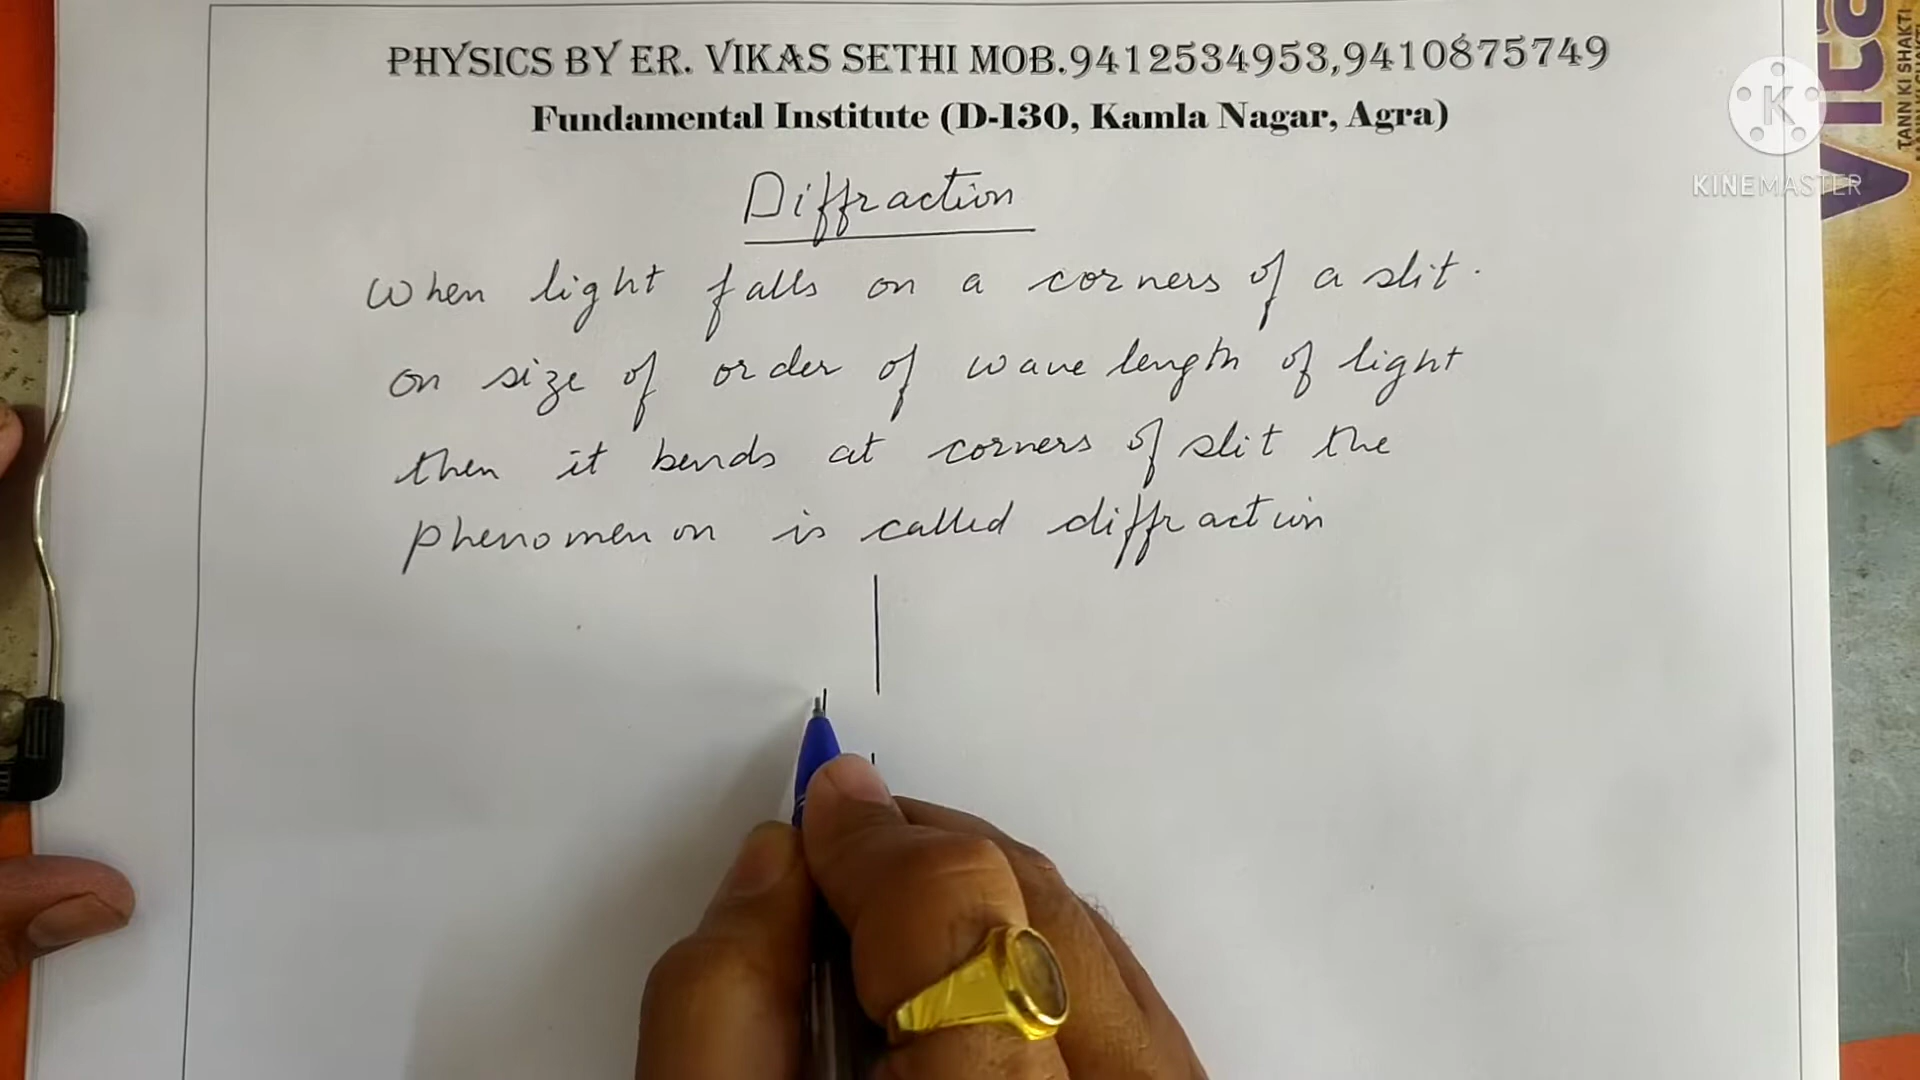 PHYSICS BY ER. VIKAS SETHI MOB.9412534953,9410875749
Fundamental Institute (D-130, Kamla Nagar, Agra)
K
KINEMASTER
TANKI SHAKTI
Diffraction
When light falls on a corners of a slit.
on size of order of wave length of light
then it bends at corners of slit the
phenomenon is called diffraction